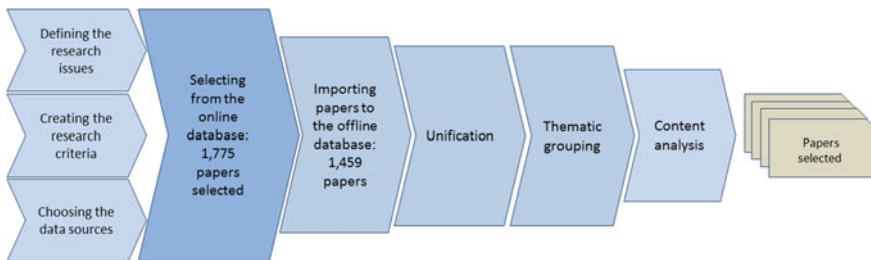 Defining the
research
issues
Creating the
research
criteria
Choosing the
data sources
Selecting
from the
online
database:
1,775
papers
selected
Importing
papers to
the offline
database:
1,459
papers
Unification
Thematic
grouping
Content
analysis
Papers
selected